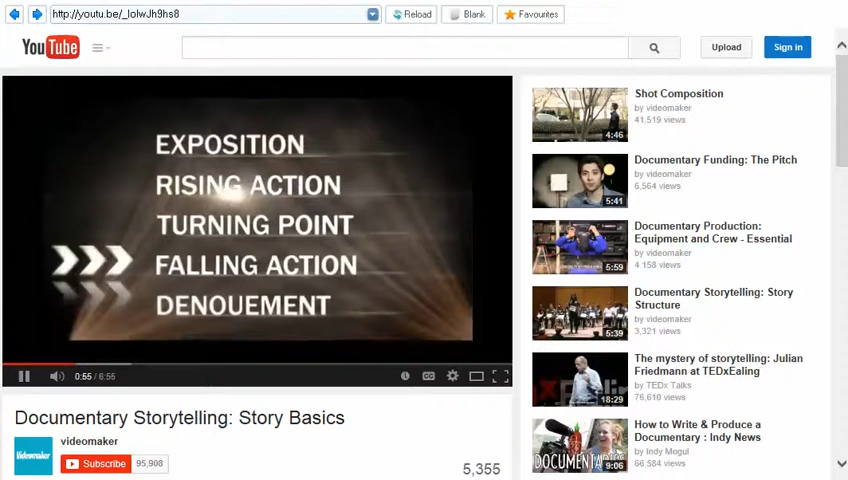 http://youtu.be/_lolwJh9hs8
Reload
Blank
Favourites
YouTube
Upload
Sign in
EXPOSITION
RISING ACTION
TURNING POINT
FALLING ACTION
DENOUEMENT
0:55 / 6:55
CC
Documentary Storytelling: Story Basics
Videomaker
videomaker
Subscribe 95,908
5,355
4:46
Shot Composition
by videomaker
41,519 views
5:41
Documentary Funding: The Pitch
by videomaker
6,564 views
5:59
Documentary Production:
Equipment and Crew - Essential
by videomaker
4,158 views
5:39
Documentary Storytelling: Story
Structure
by videomaker
3,321 views
18:29
The mystery of storytelling: Julian
Friedmann at TEDxEaling
by TEDx Talks
76,610 views
9:06
How to Write & Produce a
Documentary : Indy News
by Indy Mogul
66,584 views